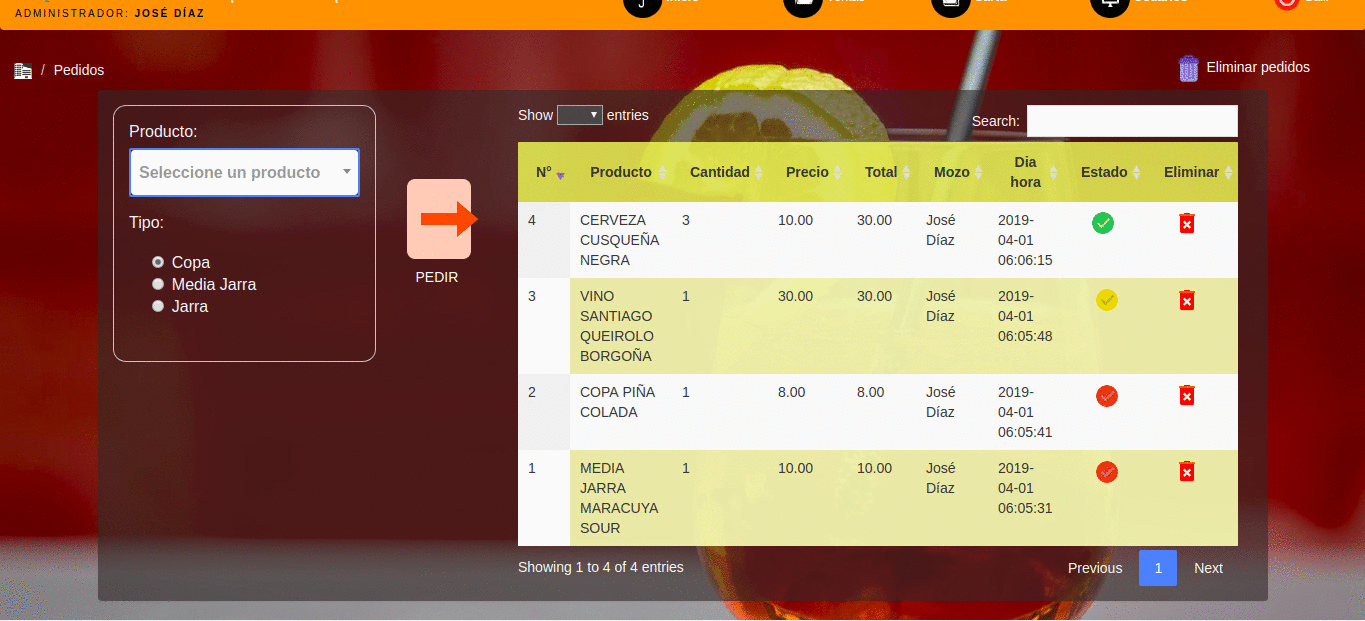 ADMINISTRADOR: JOSÉ DÍAZ
/ Pedidos
Eliminar pedidos
Producto:
Seleccione un producto
Tipo:
Copa
Media Jarra
Jarra
PEDIR
Show entries
Search:
N° Producto Cantidad Precio Total Mozo Dia hora Estado Eliminar
4 CERVEZA 3 10.00 30.00 José 2019-
CUSQUEÑA Díaz 04-01
NEGRA 06:06:15
3 VINO 1 30.00 30.00 José 2019-
SANTIAGO Díaz 04-01
QUEIROLO 06:05:48
BORGOÑA
2 COPA PIÑA 1 8.00 8.00 José 2019-
COLADA Díaz 04-01
06:05:41
1 MEDIA 1 10.00 10.00 José 2019-
JARRA Díaz 04-01
MARACUYA 06:05:31
SOUR
Showing 1 to 4 of 4 entries
Previous 1 Next